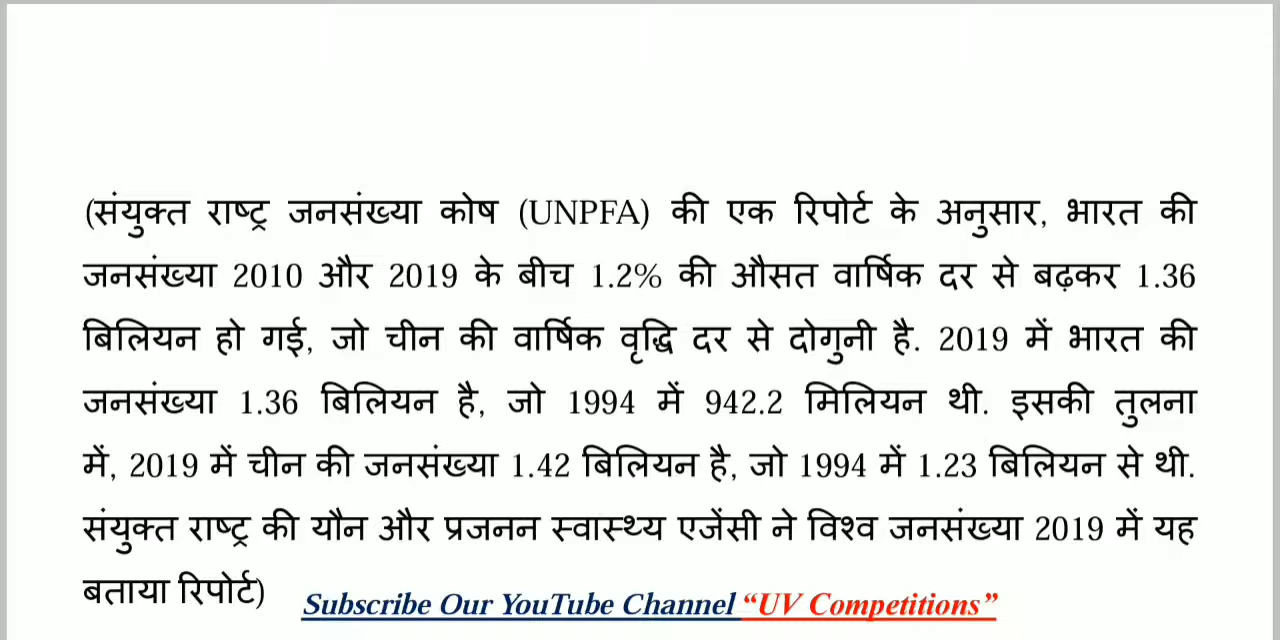 (संयुक्त राष्ट्र जनसंख्या कोष (UNPFA) की एक रिपोर्ट के अनुसार, भारत की
जनसंख्या 2010 और 2019 के बीच 1.2% की औसत वार्षिक दर से बढ़कर 1.36
बिलियन हो गई, जो चीन की वार्षिक वृद्धि दर से दोगुनी है. 2019 में भारत की
जनसंख्या 1.36 बिलियन है, जो 1994 में 942.2 मिलियन थी. इसकी तुलना
में, 2019 में चीन की जनसंख्या 1.42 बिलियन है, जो 1994 में 1.23 बिलियन से थी.
संयुक्त राष्ट्र की यौन और प्रजनन स्वास्थ्य एजेंसी ने विश्व जनसंख्या 2019 में यह
बताया रिपोर्ट)
Subscribe Our YouTube Channel “UV Competitions”